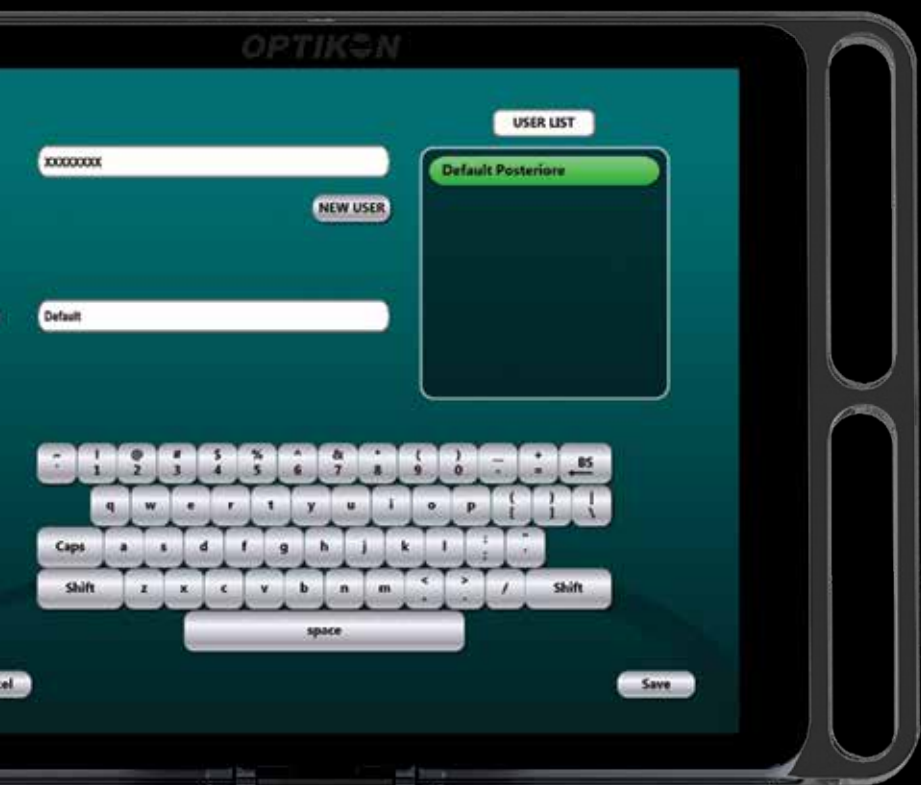 OPTIKON
USER LIST
XXXXXXXX
Default Posteriore
NEW USER
Default
~ ! @ # $ % ^ & * ( ) _ + BS
` 1 2 3 4 5 6 7 8 9 0 - =
q w e r t y u i o p { } |
[ ] \
Caps a s d f g h j k l : "
; '
Shift z x c v b n m < > / Shift
, .
space
cel Save